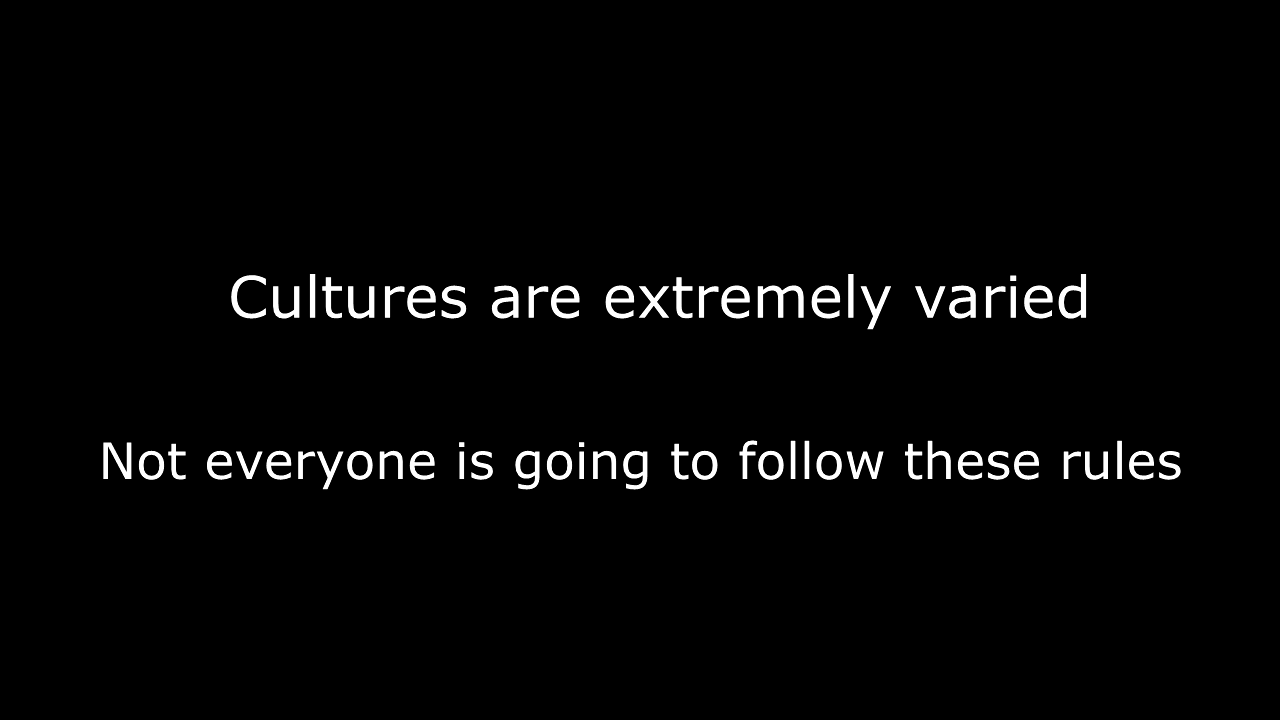 Cultures are extremely varied
Not everyone is going to follow these rules